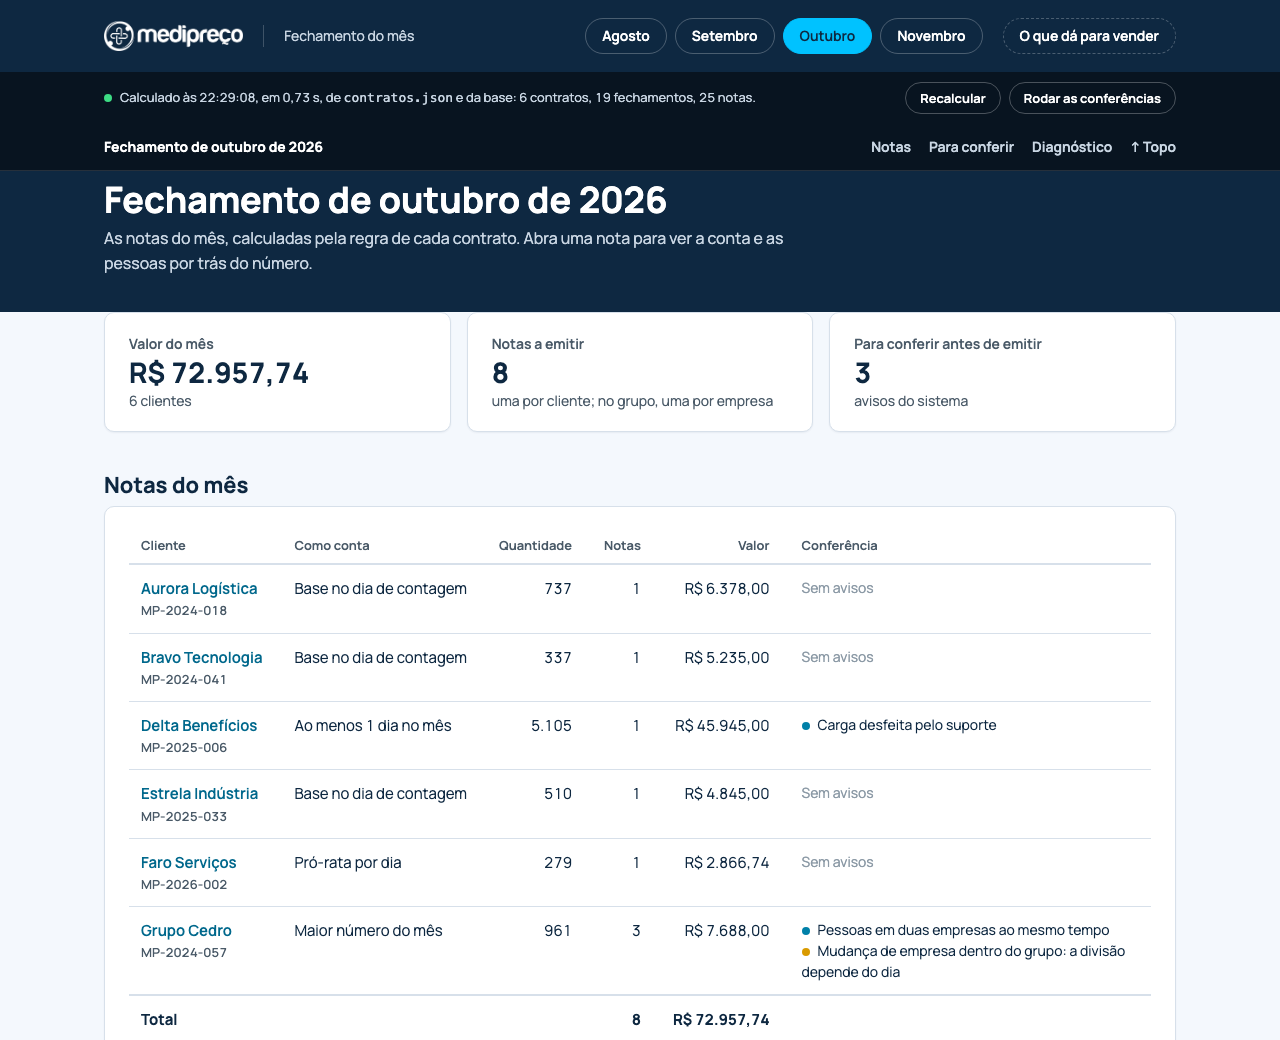 medipreço
Fechamento do mês
Agosto
Setembro
Outubro
Novembro
O que dá para vender
Calculado às 22:29:08, em 0,73 s, de contratos.json e da base: 6 contratos, 19 fechamentos, 25 notas.
Recalcular
Rodar as conferências
Fechamento de outubro de 2026
Notas
Para conferir
Diagnóstico
↑ Topo
Fechamento de outubro de 2026
As notas do mês, calculadas pela regra de cada contrato. Abra uma nota para ver a conta e as
pessoas por trás do número.
Valor do mês
R$ 72.957,74
6 clientes
Notas a emitir
8
uma por cliente; no grupo, uma por empresa
Para conferir antes de emitir
3
avisos do sistema
Notas do mês
Cliente Como conta Quantidade Notas Valor Conferência
Aurora Logística Base no dia de contagem 737 1 R$ 6.378,00 Sem avisos
MP-2024-018
Bravo Tecnologia Base no dia de contagem 337 1 R$ 5.235,00 Sem avisos
MP-2024-041
Delta Benefícios Ao menos 1 dia no mês 5.105 1 R$ 45.945,00 Carga desfeita pelo suporte
MP-2025-006
Estrela Indústria Base no dia de contagem 510 1 R$ 4.845,00 Sem avisos
MP-2025-033
Faro Serviços Pró-rata por dia 279 1 R$ 2.866,74 Sem avisos
MP-2026-002
Grupo Cedro Maior número do mês 961 3 R$ 7.688,00 Pessoas em duas empresas ao mesmo tempo
MP-2024-057 Mudança de empresa dentro do grupo: a divisão
depende do dia
Total 8 R$ 72.957,74